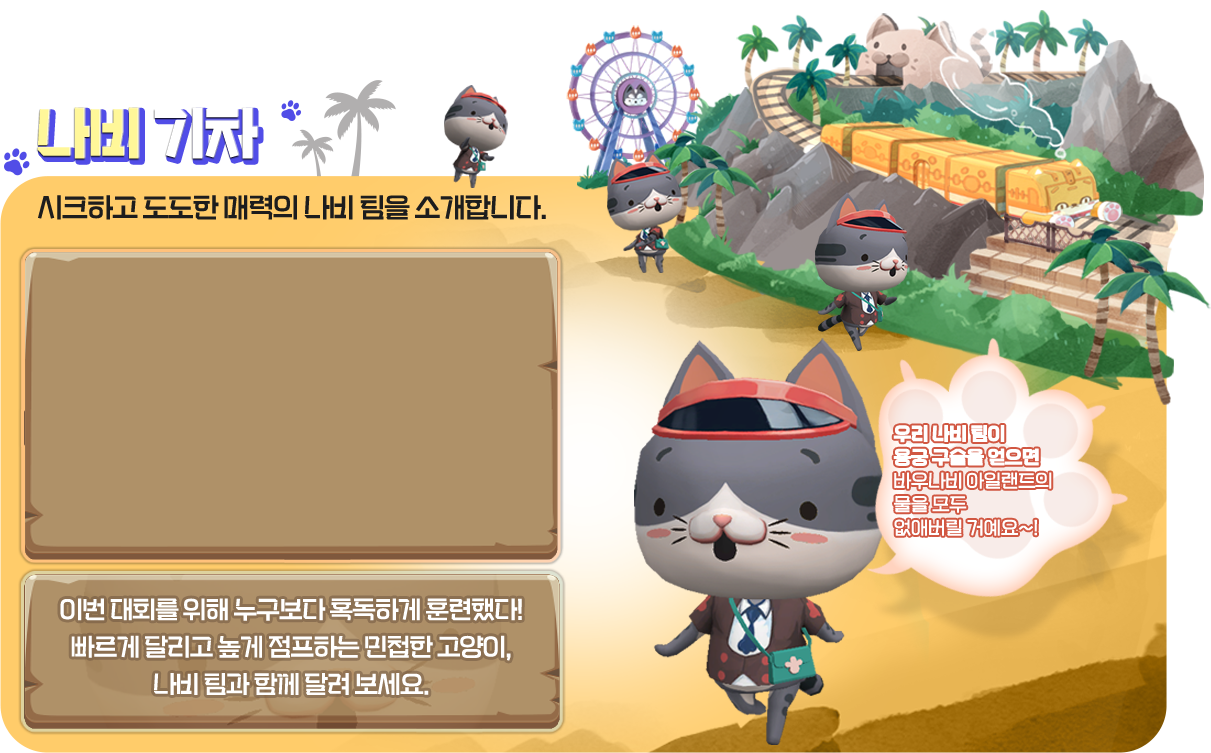 나비 기자
시크하고 도도한 매력의 나비 팀을 소개합니다.
우리 나비 팀이
용궁 구슬을 얻으면
바우나비 아일랜드의
물을 모두
없애버릴 거예요~!
이번 대회를 위해 누구보다 혹독하게 훈련했다!
빠르게 달리고 높게 점프하는 민첩한 고양이,
나비 팀과 함께 달려 보세요.